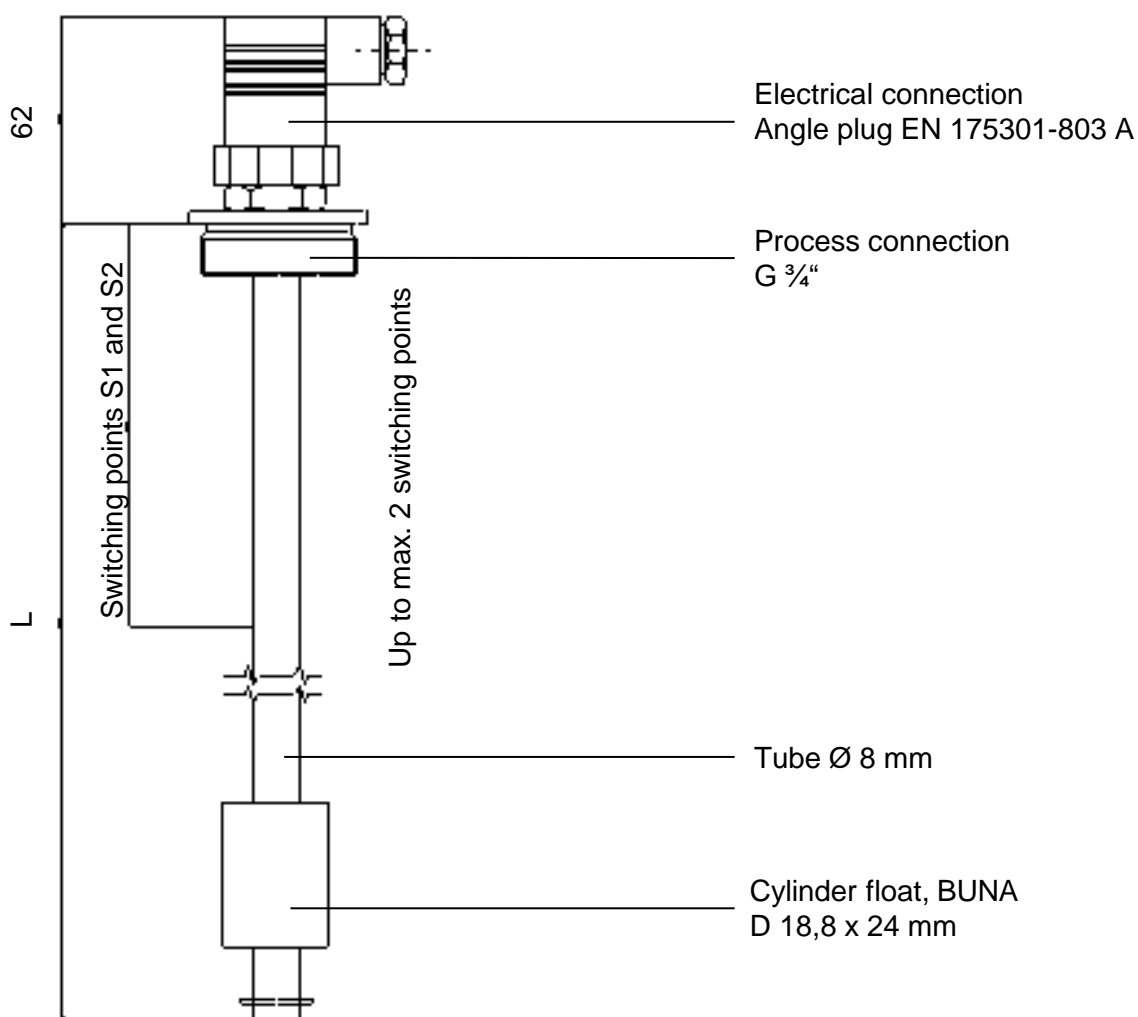 62
Electrical connection
Angle plug EN 175301-803 A
Process connection
G ¾“
Switching points S1 and S2
Up to max. 2 switching points
L
Tube Ø 8 mm
Cylinder float, BUNA
D 18,8 x 24 mm